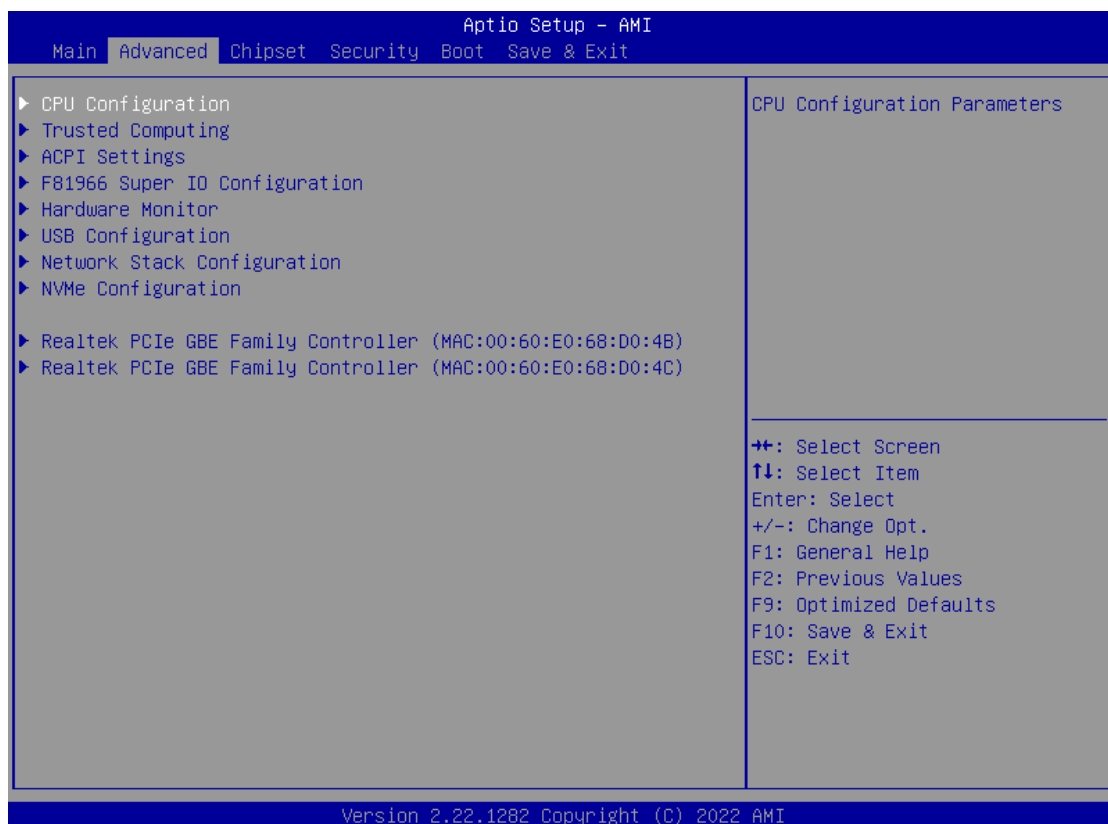 Aptio Setup – AMI
Main Advanced Chipset Security Boot Save & Exit
▶ CPU Configuration
▶ Trusted Computing
▶ ACPI Settings
▶ F81966 Super IO Configuration
▶ Hardware Monitor
▶ USB Configuration
▶ Network Stack Configuration
▶ NVMe Configuration
▶ Realtek PCIe GBE Family Controller (MAC:00:60:E0:68:D0:4B)
▶ Realtek PCIe GBE Family Controller (MAC:00:60:E0:68:D0:4C)
CPU Configuration Parameters
→←: Select Screen
↑↓: Select Item
Enter: Select
+/-: Change Opt.
F1: General Help
F2: Previous Values
F9: Optimized Defaults
F10: Save & Exit
ESC: Exit
Version 2.22.1282 Copyright (C) 2022 AMI